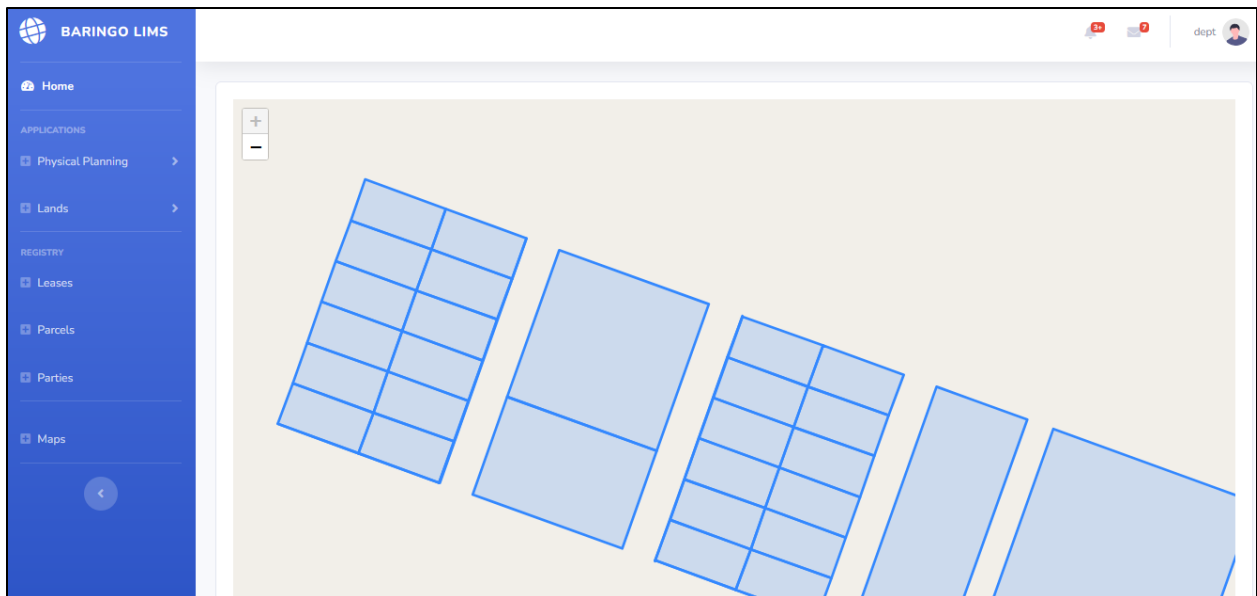 BARINGO LIMS
3+
7
dept
Home
APPLICATIONS
Physical Planning
Lands
REGISTRY
Leases
Parcels
Parties
Maps
+
−